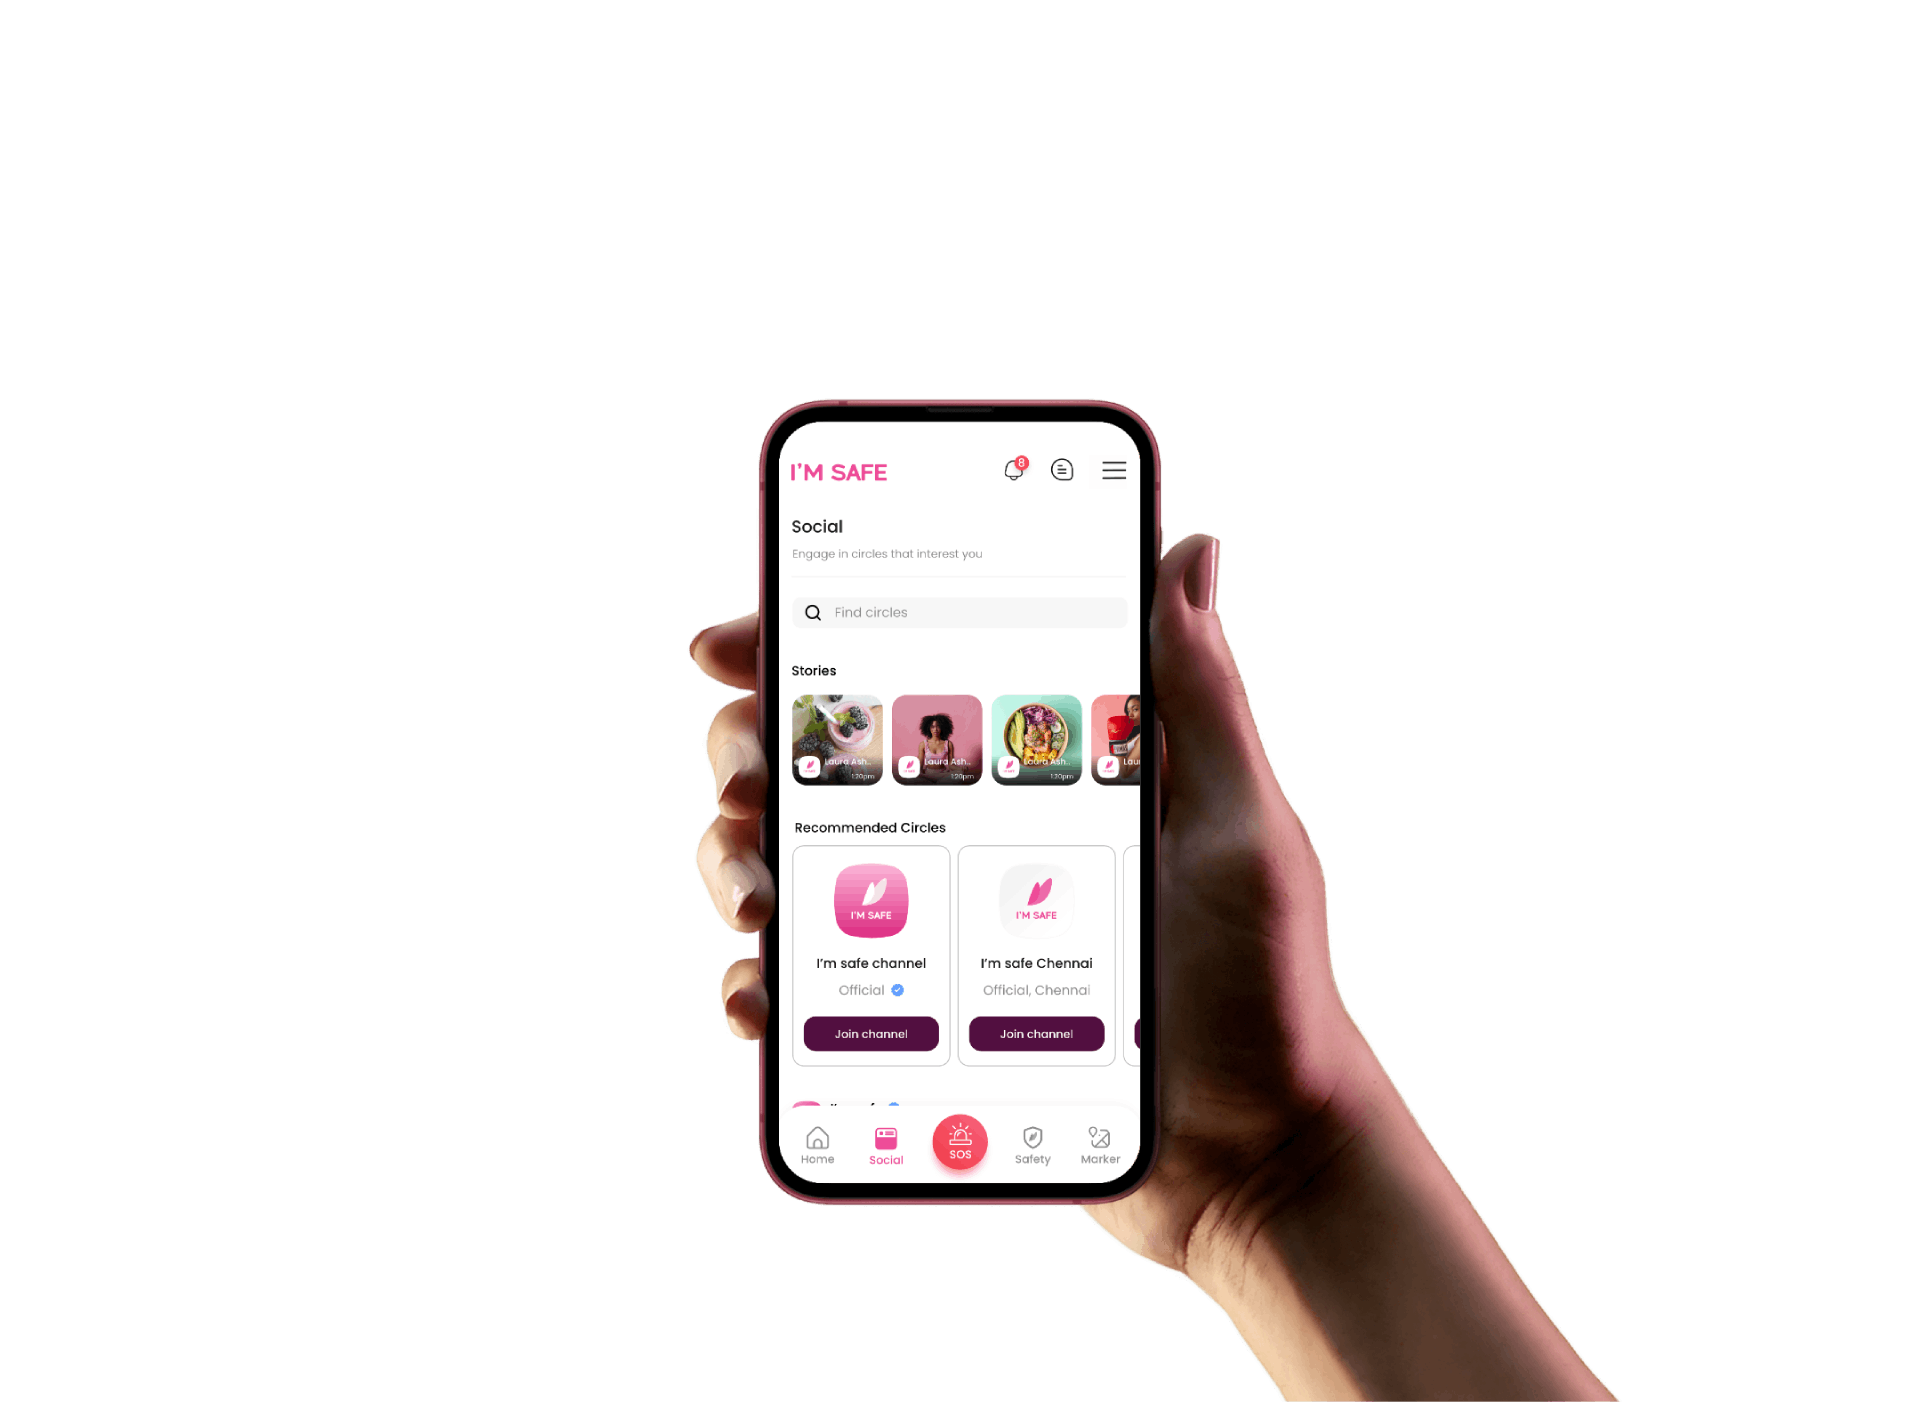 I'M SAFE
8
Social
Engage in circles that interest you
Find circles
Stories
Laura Ash..
1:20pm
Laura Ash..
1:20pm
Laura Ash..
1:20pm
Lau
Recommended Circles
I'M SAFE
I'm safe channel
Official
Join channel
I'M SAFE
I'm safe Chennai
Official, Chennai
Join channel
Home
Social
SOS
Safety
Marker